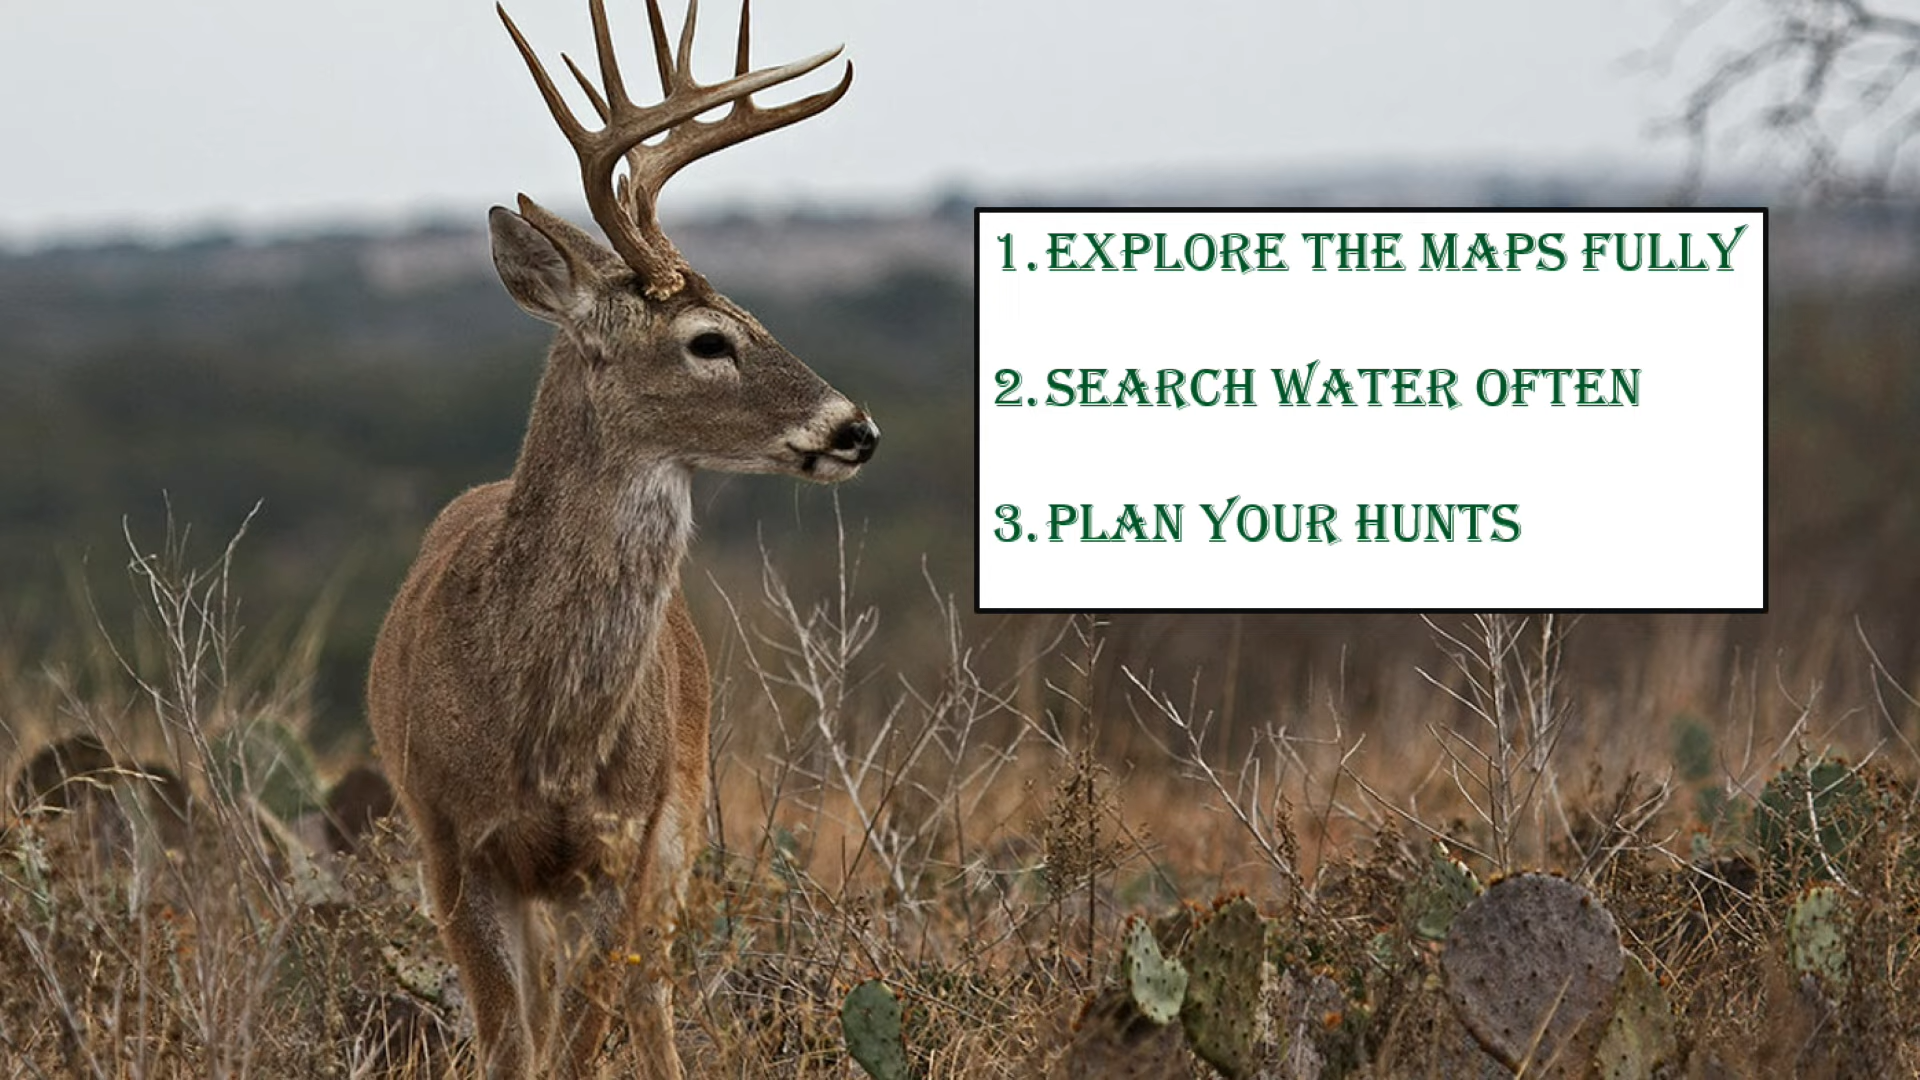 1. EXPLORE THE MAPS FULLY
2. SEARCH WATER OFTEN
3. PLAN YOUR HUNTS